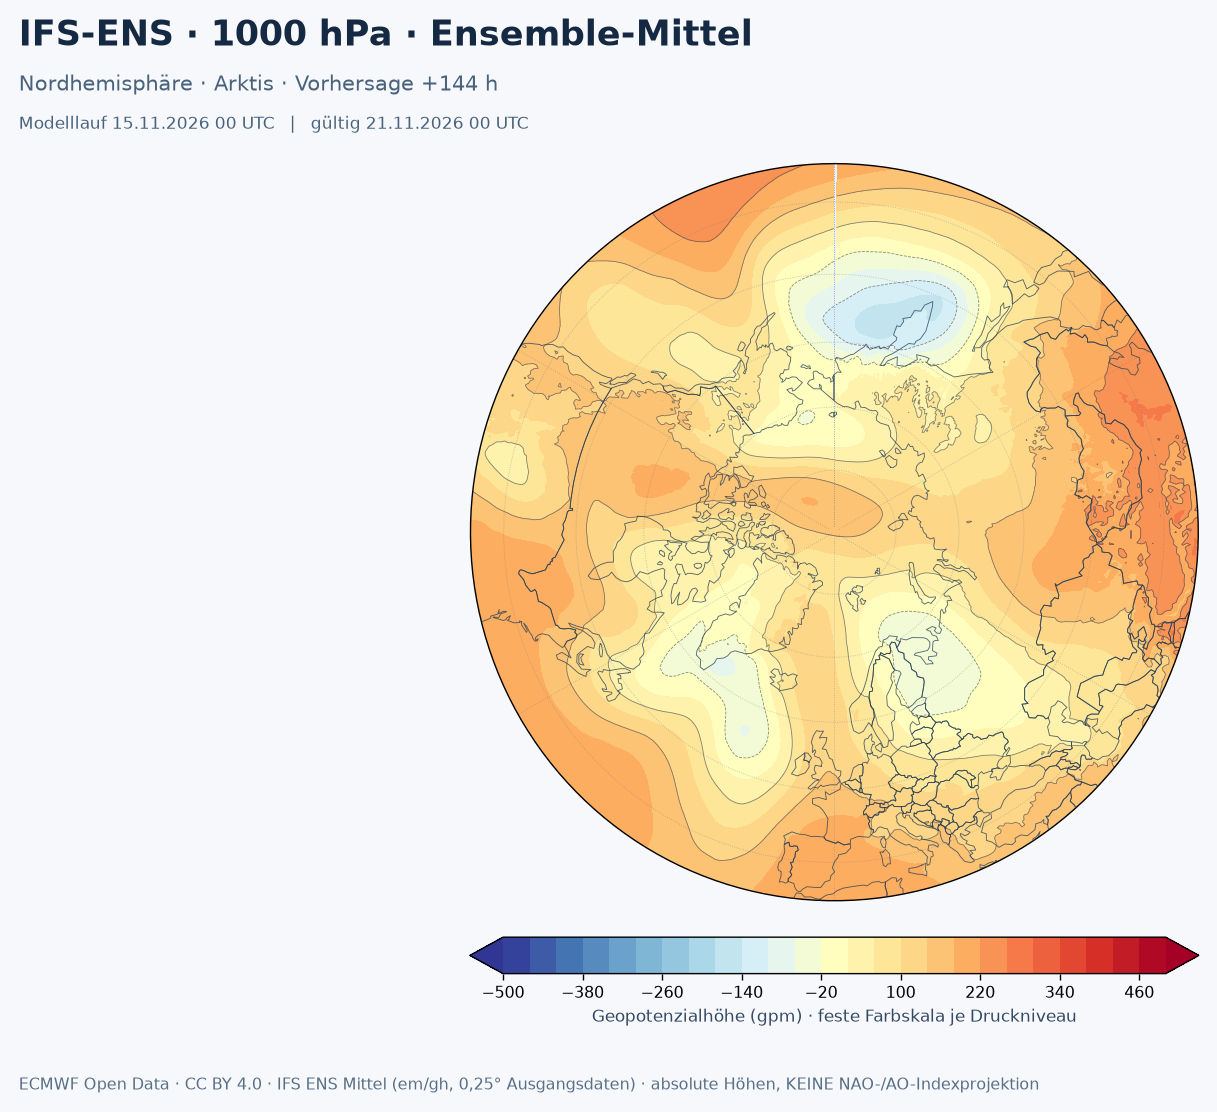 IFS-ENS · 1000 hPa · Ensemble-Mittel
Nordhemisphäre · Arktis · Vorhersage +144 h
Modelllauf 15.11.2026 00 UTC | gültig 21.11.2026 00 UTC
−500 −380 −260 −140 −20 100 220 340 460
Geopotenzialhöhe (gpm) · feste Farbskala je Druckniveau
ECMWF Open Data · CC BY 4.0 · IFS ENS Mittel (em/gh, 0,25° Ausgangsdaten) · absolute Höhen, KEINE NAO-/AO-Indexprojektion